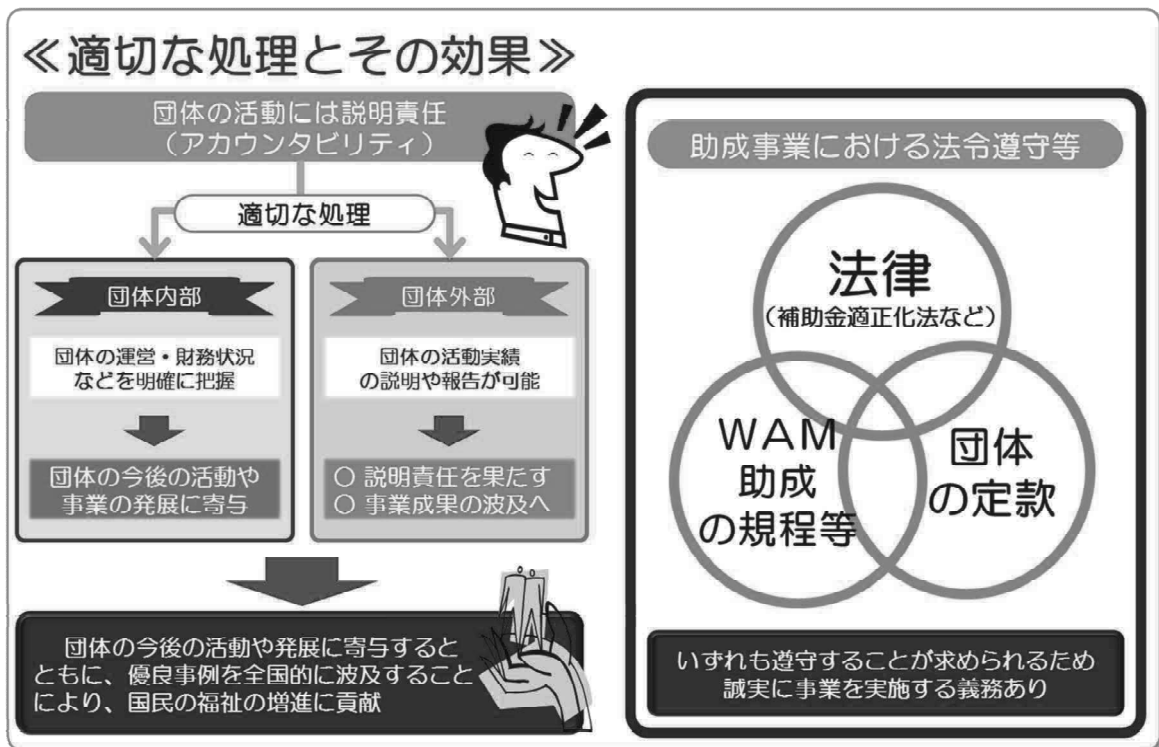 ≪適切な処理とその効果≫
団体の活動には説明責任
（アカウンタビリティ）
適切な処理
団体内部
団体の運営・財務状況
などを明確に把握
団体の今後の活動や
事業の発展に寄与
団体外部
団体の活動実績
の説明や報告が可能
○ 説明責任を果たす
○ 事業成果の波及へ
団体の今後の活動や発展に寄与すると
ともに、優良事例を全国的に波及すること
により、国民の福祉の増進に貢献
助成事業における法令遵守等
法律
（補助金適正化法など）
WAM
助成
の規程等
団体
の定款
いずれも遵守することが求められるため
誠実に事業を実施する義務あり